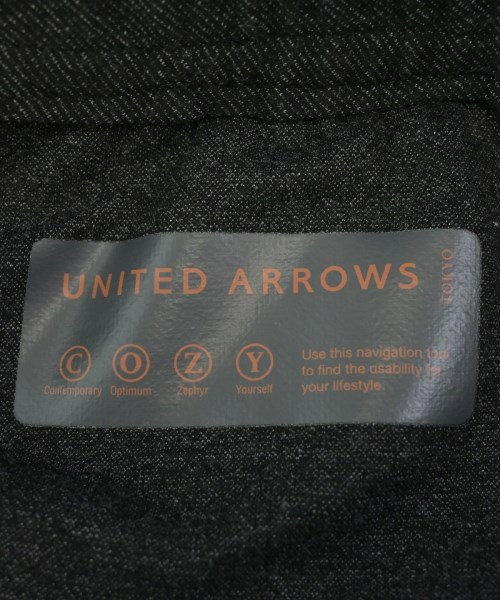 UNITED ARROWS
TOKYO
C O Z Y
Contemporary Optimum Zephyr Yourself
Use this navigation
to find the usability for
your lifestyle.